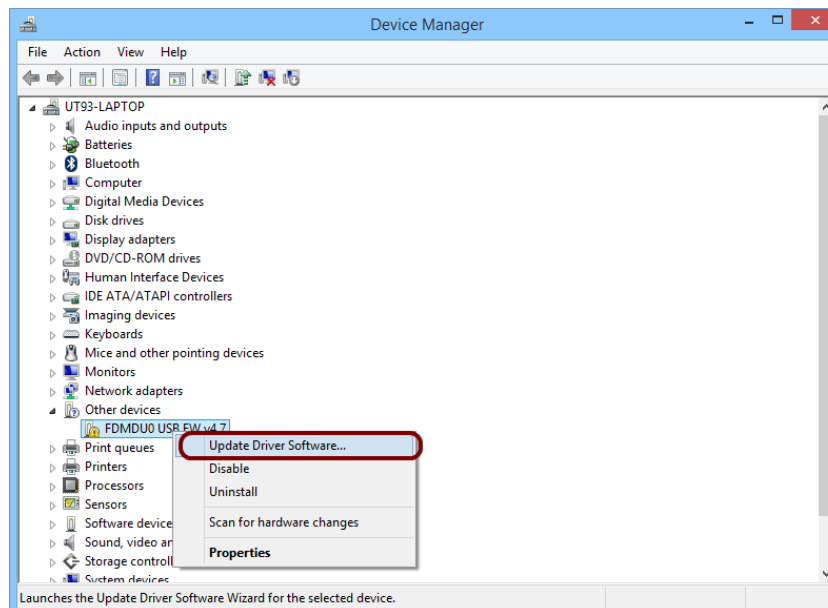 Device Manager
File Action View Help
UT93-LAPTOP
Audio inputs and outputs
Batteries
Bluetooth
Computer
Digital Media Devices
Disk drives
Display adapters
DVD/CD-ROM drives
Human Interface Devices
IDE ATA/ATAPI controllers
Imaging devices
Keyboards
Mice and other pointing devices
Monitors
Network adapters
Other devices
FDMDU0 USB FW v4.7
Update Driver Software...
Print queues
Disable
Printers
Uninstall
Processors
Sensors
Scan for hardware changes
Software device
Sound, video
Properties
Storage control
System devices
Launches the Update Driver Software Wizard for the selected device.